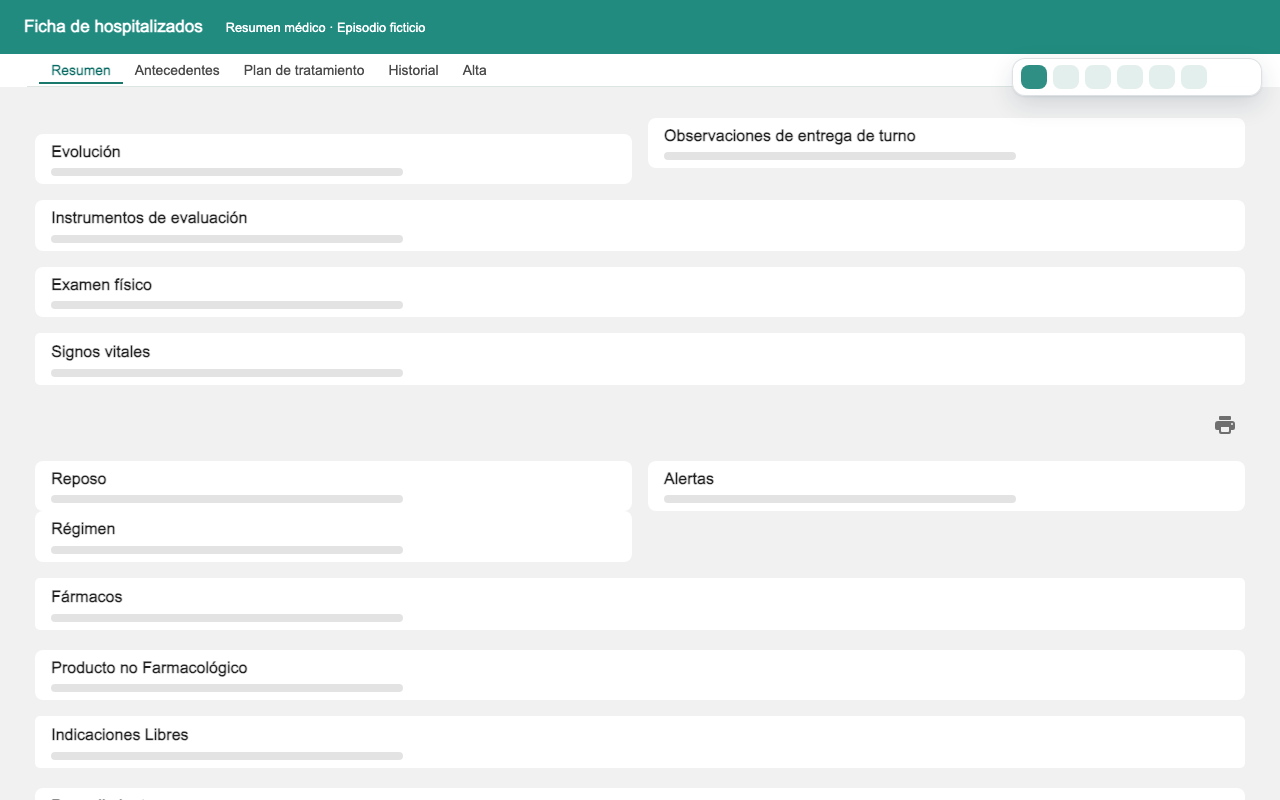 Ficha de hospitalizados
Resumen médico · Episodio ficticio
Resumen
Antecedentes
Plan de tratamiento
Historial
Alta
Evolución
Observaciones de entrega de turno
Instrumentos de evaluación
Examen físico
Signos vitales
Reposo
Alertas
Régimen
Fármacos
Producto no Farmacológico
Indicaciones Libres